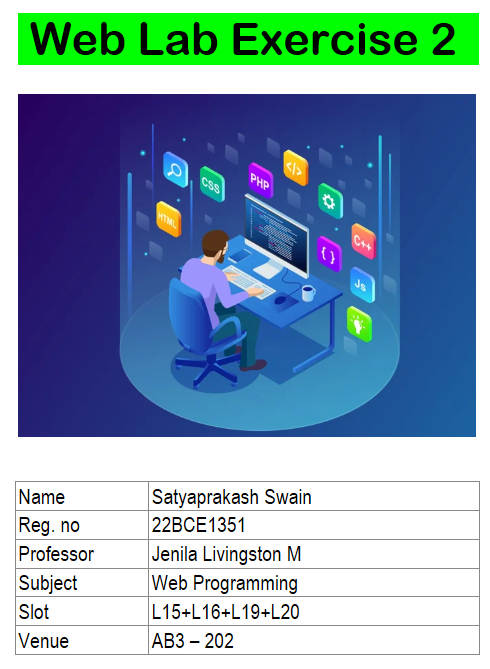 Web Lab Exercise 2
</>
PHP
CSS
HTML
C++
{ }
Js
Name Satyaprakash Swain
Reg. no 22BCE1351
Professor Jenila Livingston M
Subject Web Programming
Slot L15+L16+L19+L20
Venue AB3 – 202